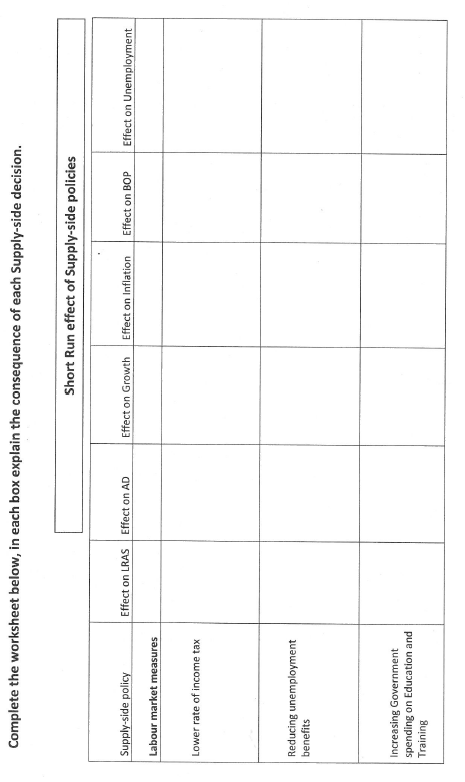 Complete the worksheet below, in each box explain the consequence of each Supply-side decision.
Short Run effect of Supply-side policies
Supply-side policy Effect on LRAS Effect on AD Effect on Growth Effect on Inflation Effect on BOP Effect on Unemployment
Labour market measures
Lower rate of income tax
Reducing unemployment
benefits
Increasing Government
spending on Education and
Training